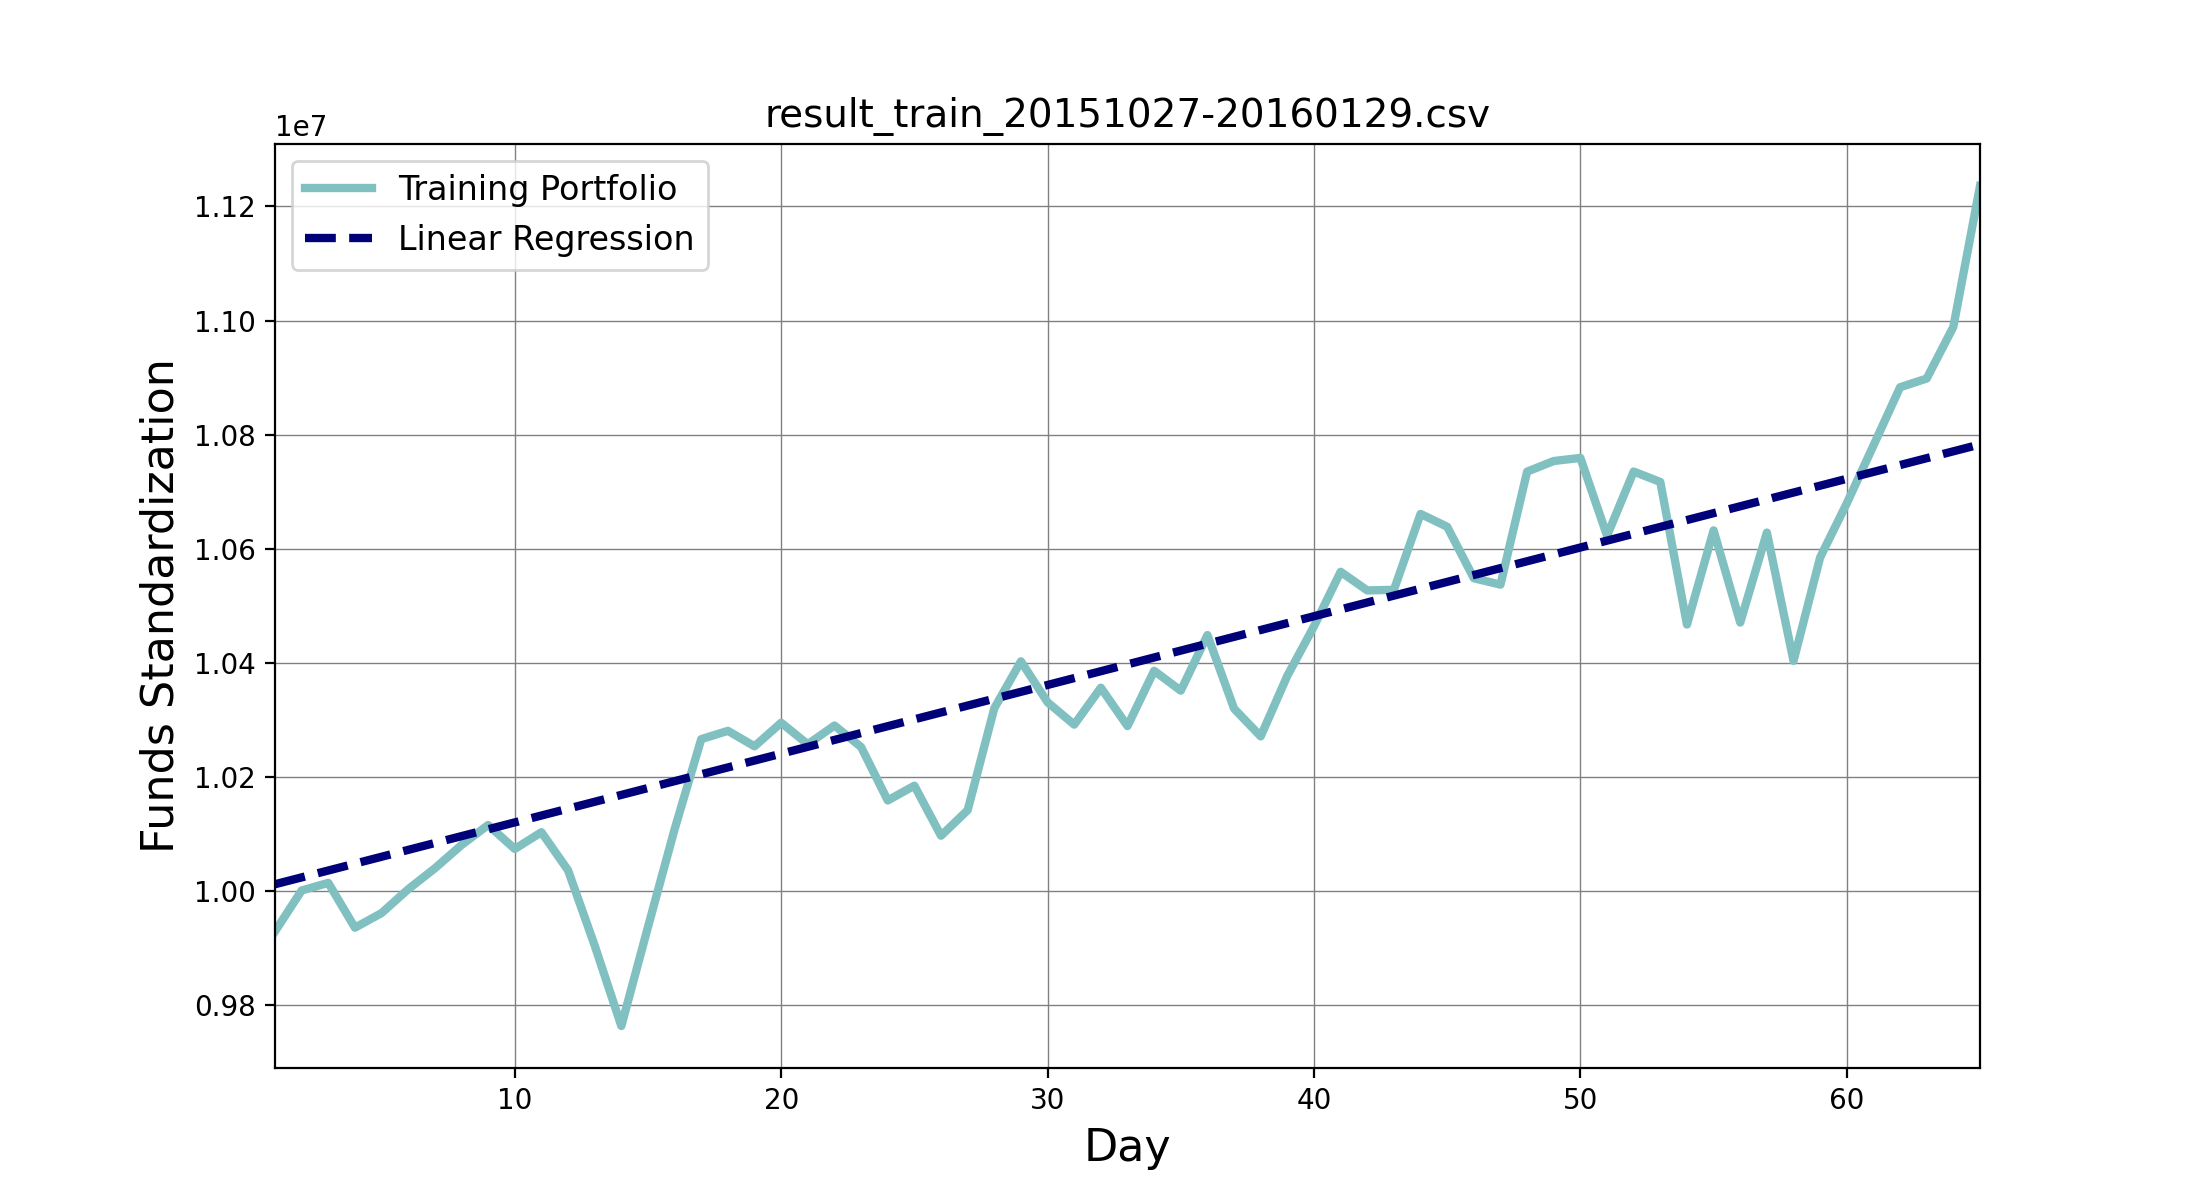 result_train_20151027-20160129.csv
1e7
Training Portfolio
Linear Regression
1.12
1.10
1.08
1.06
1.04
1.02
1.00
0.98
Funds Standardization
10 20 30 40 50 60
Day